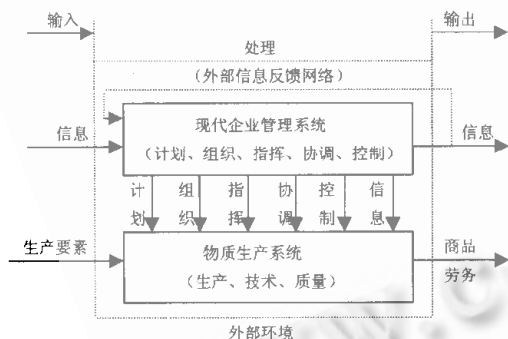 输入
输出
处理
（外部信息反馈网络）
现代企业管理系统
（计划、组织、指挥、协调、控制）
信息
信息
计划
组织
指挥
协调
控制
信息
生产要素
物质生产系统
（生产、技术、质量）
商品
劳务
外部环境